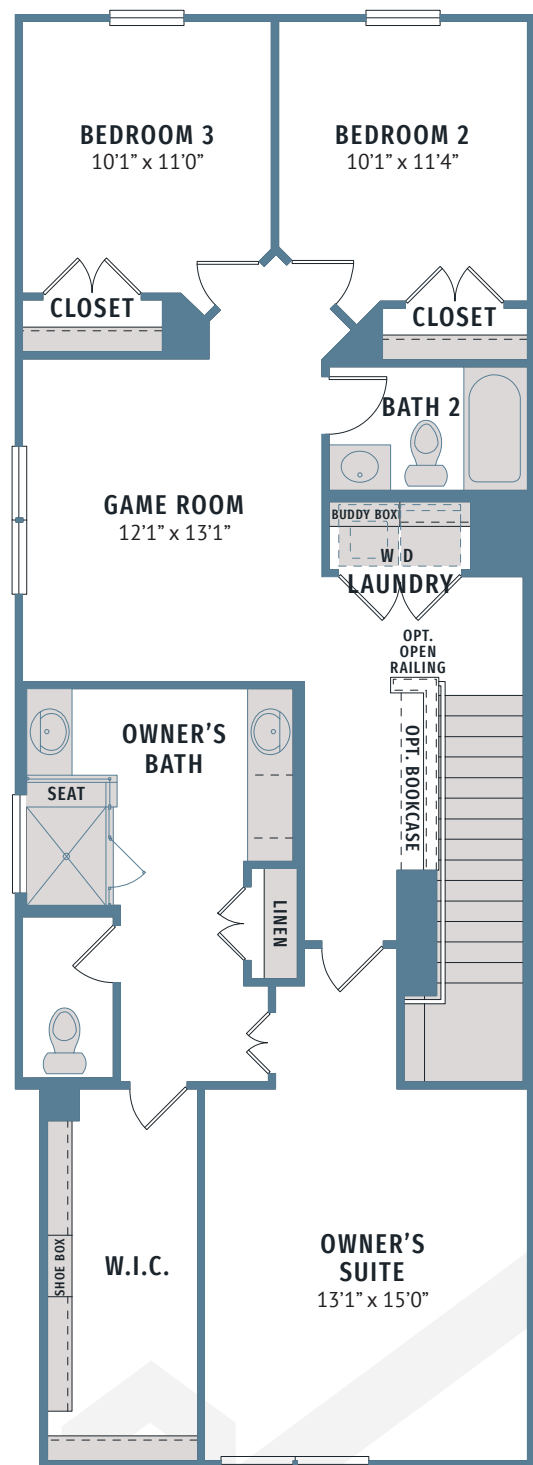 BEDROOM 3
10'1” x 11'0”
BEDROOM 2
10'1” x 11'4”
CLOSET
CLOSET
BATH 2
GAME ROOM
12'1” x 13'1”
BUDDY BOX
W D
LAUNDRY
OPT.
OPEN
RAILING
OWNER’S
BATH
OPT. BOOKCASE
SEAT
LINEN
SHOE BOX
W.I.C.
OWNER’S
SUITE
13'1” x 15'0”